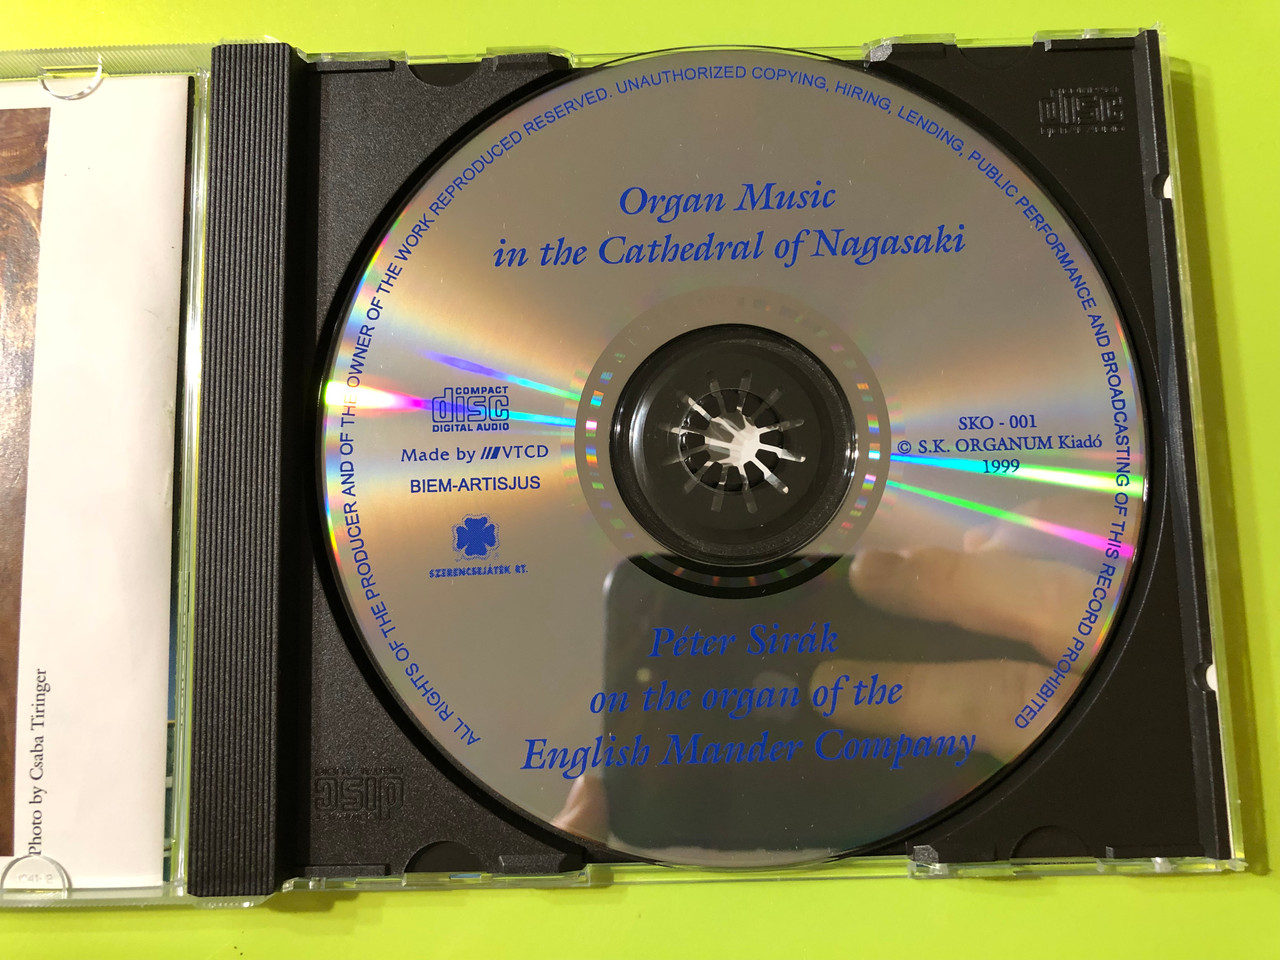 Organ Music
in the Cathedral of Nagasaki
COMPACT
disc
DIGITAL AUDIO
Made by VTCD
BIEM-ARTISJUS
SZERENCSEJÁTÉK RT.
SKO - 001
© S.K. ORGANUM Kiadó
1999
Péter Sirák
on the organ of the
English Mander Company
ALL RIGHTS OF THE PRODUCER AND OF THE OWNER OF THE WORK REPRODUCED RESERVED. UNAUTHORIZED COPYING, HIRING, LENDING, PUBLIC PERFORMANCE AND BROADCASTING OF THIS RECORD PROHIBITED
Photo by Csaba Tiringer
disc
disc